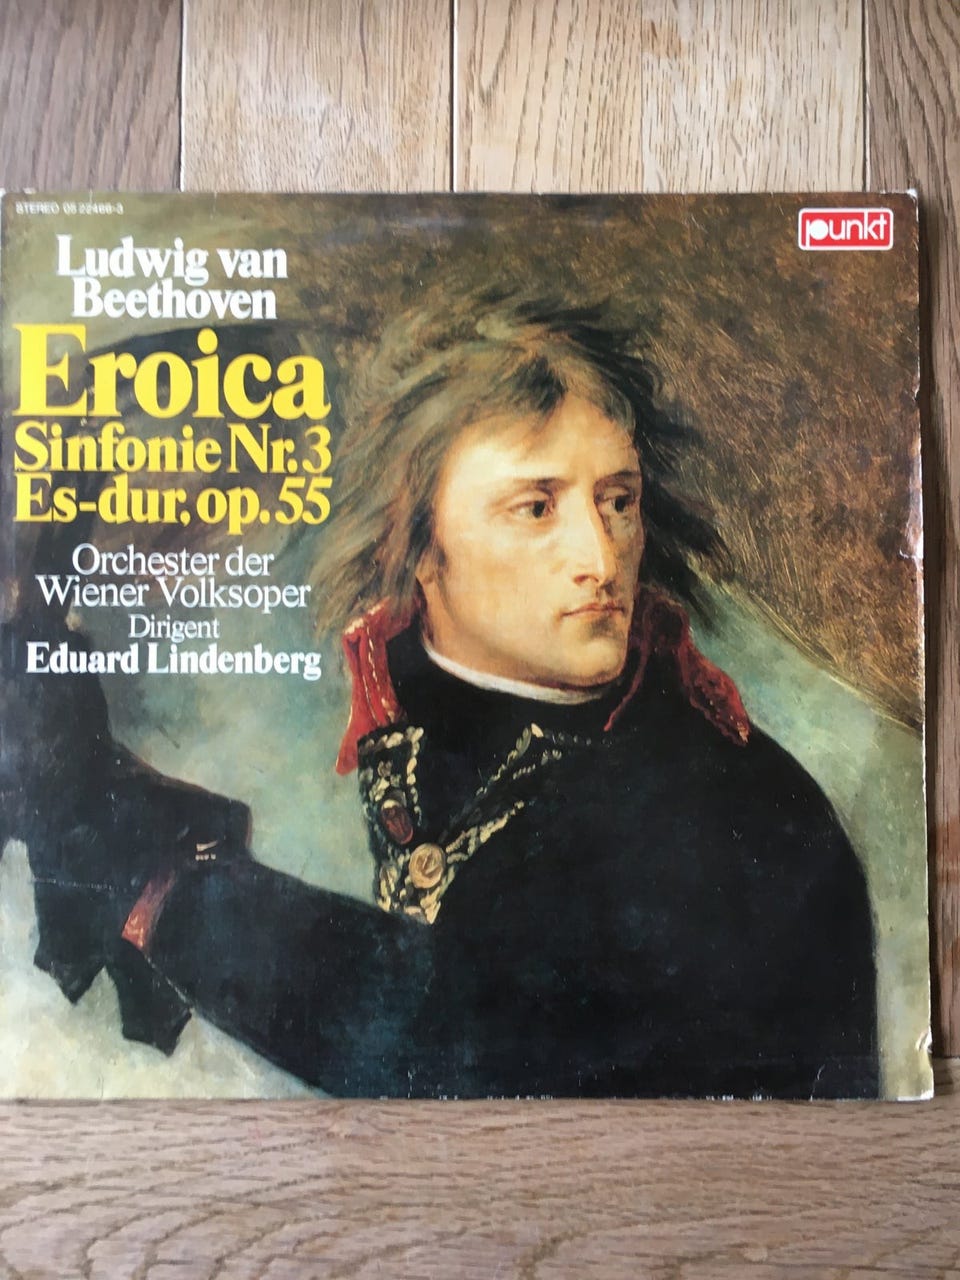 STEREO 05 22466-3
punkt
Ludwig van
Beethoven
Eroica
Sinfonie Nr. 3
Es-dur, op. 55
Orchester der
Wiener Volksoper
Dirigent
Eduard Lindenberg